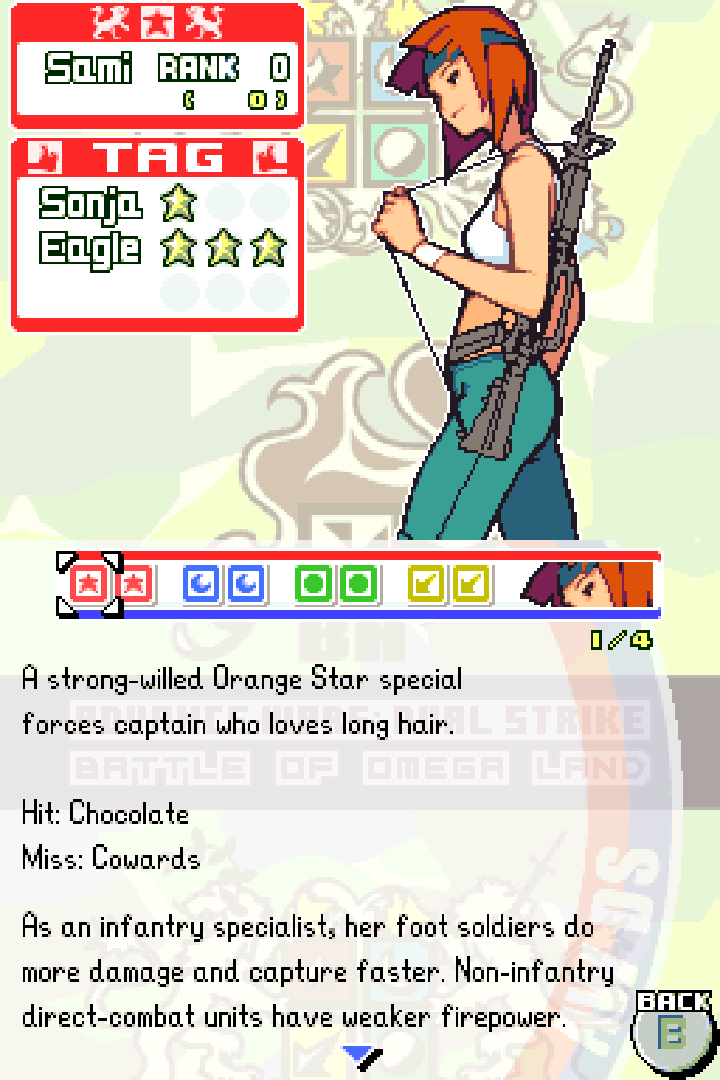 Sami RANK 0
( 0 )
TAG
Sonja
Eagle
1/4
A strong-willed Orange Star special
forces captain who loves long hair.
ADVANCE WARS: DUAL STRIKE
BATTLE OF OMEGA LAND
Hit: Chocolate
Miss: Cowards
As an infantry specialist, her foot soldiers do
more damage and capture faster. Non-infantry
direct-combat units have weaker firepower.
BACK
B